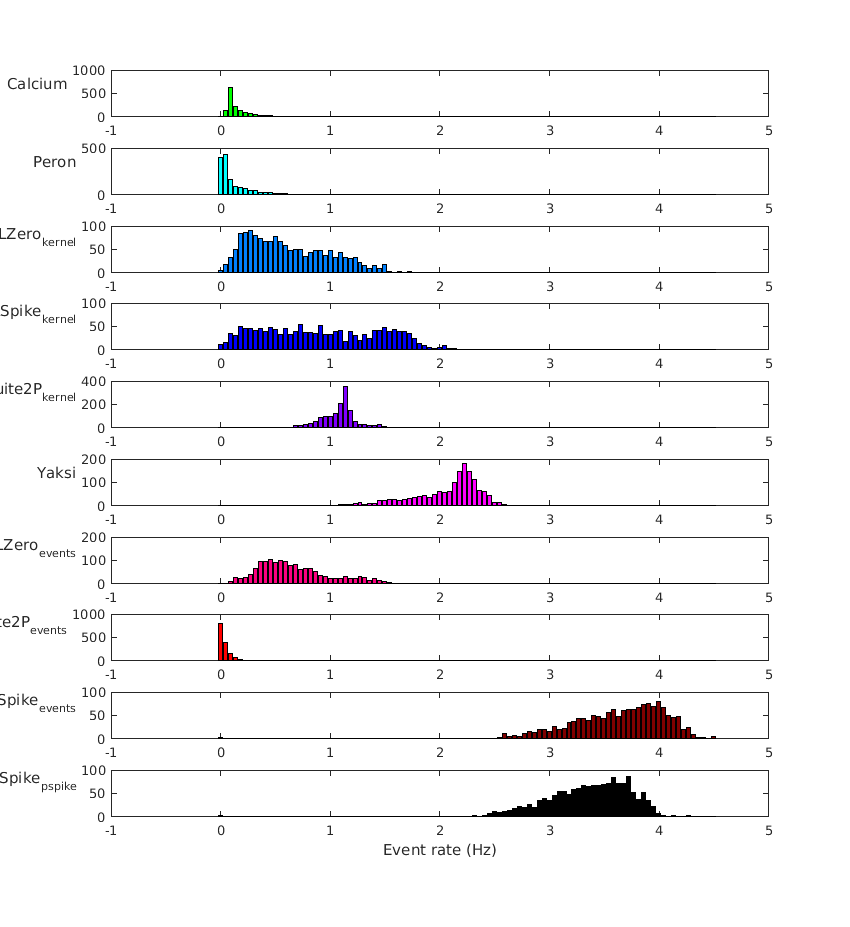 Calcium
1000
500
0
-1 0 1 2 3 4 5
Peron
500
0
-1 0 1 2 3 4 5
LZero kernel
100
50
0
-1 0 1 2 3 4 5
Spike kernel
100
50
0
-1 0 1 2 3 4 5
uite2P kernel
400
200
0
-1 0 1 2 3 4 5
Yaksi
200
100
0
-1 0 1 2 3 4 5
LZero events
200
100
0
-1 0 1 2 3 4 5
te2P events
1000
500
0
-1 0 1 2 3 4 5
Spike events
100
50
0
-1 0 1 2 3 4 5
Spike pspike
100
50
0
-1 0 1 2 3 4 5
Event rate (Hz)